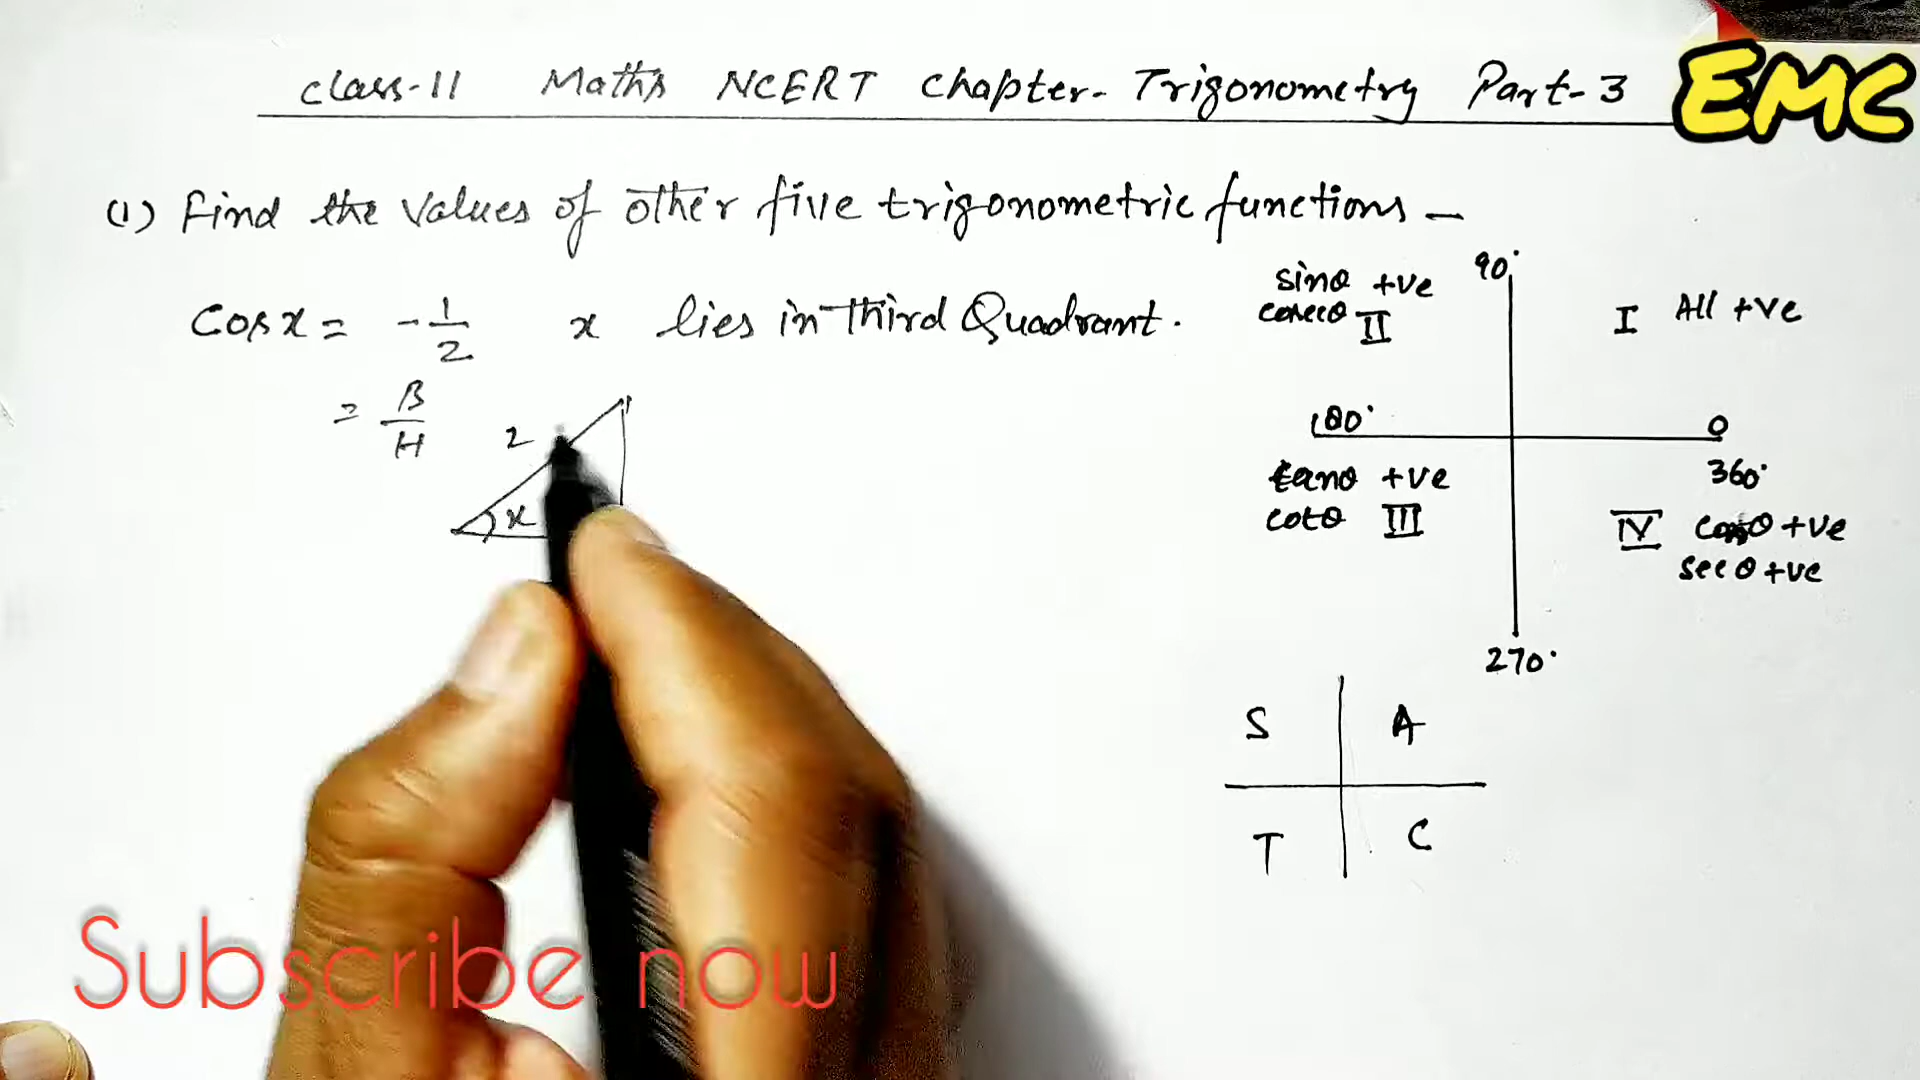 class-11 Maths NCERT Chapter- Trigonometry Part-3
EMC
(1) Find the Values of other five trigonometric functions -
Cos x = - 1/2 x lies in Third Quadrant.
= B/H
2
x
90°
sinθ +ve
cosecθ II
I All +ve
180°
0
360°
tanθ +ve
cotθ III
IV cosθ +ve
secθ +ve
270°
S A
T C
Subscribe now